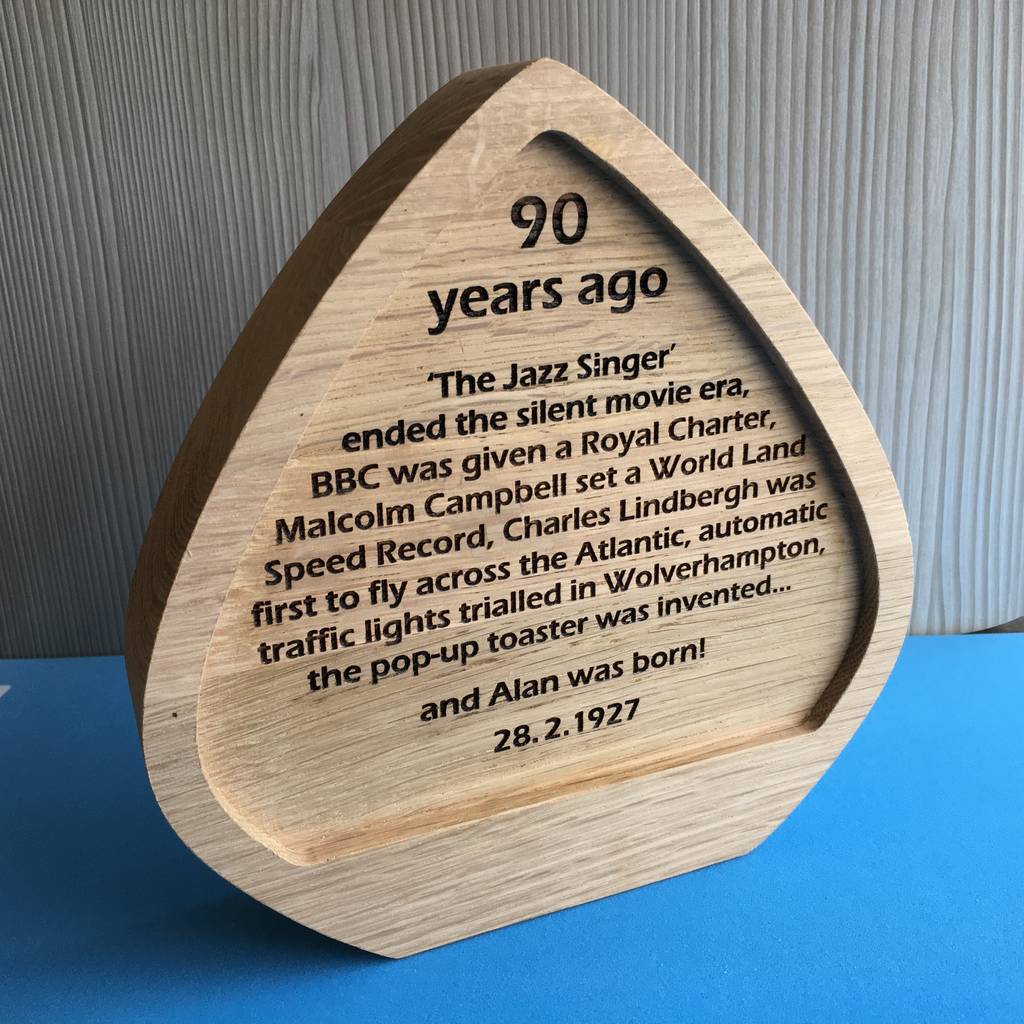 90
years ago
‘The Jazz Singer’
ended the silent movie era,
BBC was given a Royal Charter,
Malcolm Campbell set a World Land
Speed Record, Charles Lindbergh was
first to fly across the Atlantic, automatic
traffic lights trialled in Wolverhampton,
the pop-up toaster was invented...
and Alan was born!
28.2.1927